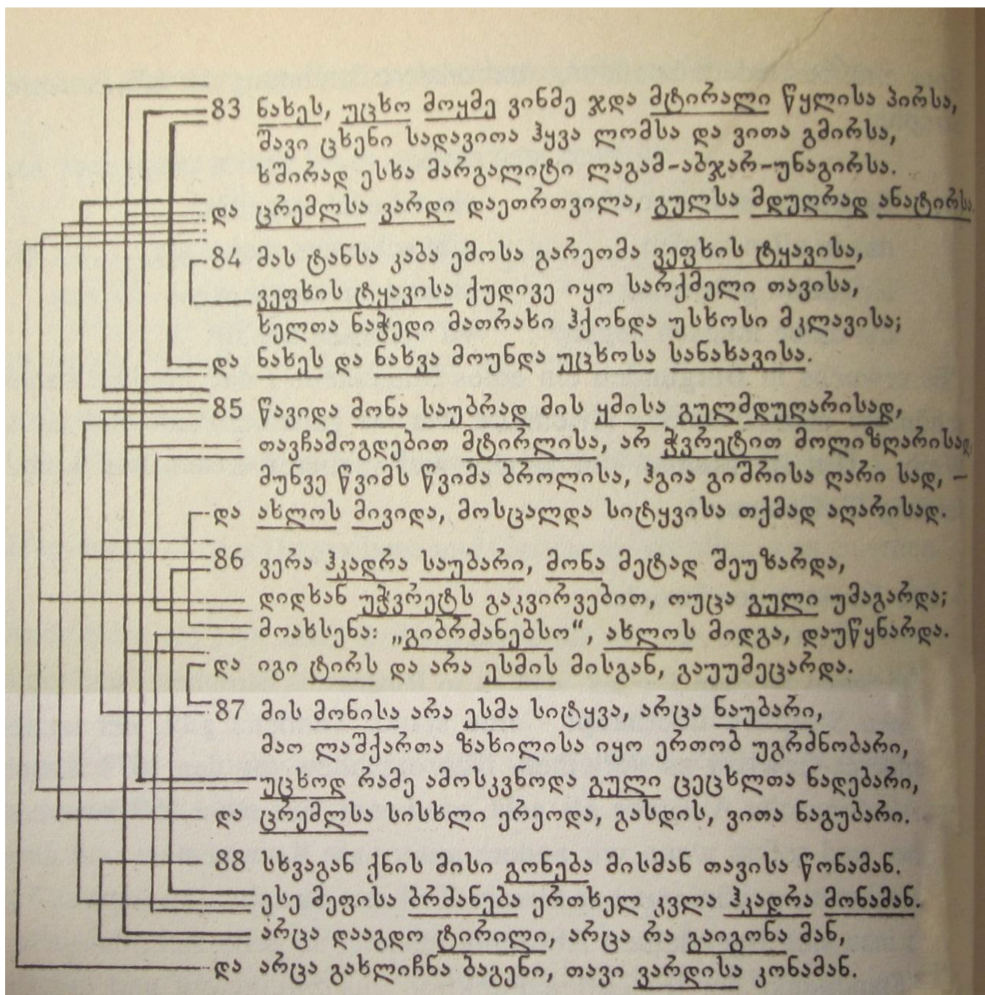 83 ნახეს, უცხო მოყმე ვინმე ჯდა მტირალი წყლისა პირსა,
შავი ცხენი სადავითა ჰყვა ლომსა და ვითა გმირსა,
ხშირად ესხა მარგალიტი ლაგამ-აბჯარ-უნაგირსა.
და ცრემლსა ვარდი დაეთრთვილა, გულსა მდუღრად ანატირსა.
84 მას ტანსა კაბა ემოსა გარეთმა ვეფხის ტყავისა,
ვეფხის ტყავისა ქუდივე იყო სარქმელი თავისა,
ხელთა ნაჭედი მათრახი ჰქონდა უსხოსი მკლავისა;
და ნახეს და ნახვა მოუნდა უცხოსა სანახავისა.
85 წავიდა მონა საუბრად მის ყმისა გულმდუღარისად,
თავჩამოგდებით მტირლისა, არ ჭვრეტით მოლიზღარისად,
მუნვე წვიმს წვიმა ბროლისა, ჰგია გიშრისა ღარი სად, –
და ახლოს მივიდა, მოსცალდა სიტყვისა თქმად აღარისად.
86 ვერა ჰკადრა საუბარი, მონა მეტად შეუზარდა,
დიდხან უჭვრეტს გაკვირვებით, თუცა გული უმაგარდა;
მოახსენა: „გიბრძანებსო“, ახლოს მიდგა, დაუწყნარდა.
და იგი ტირს და არა ესმის მისგან, გაუუმეცარდა.
87 მის მონისა არა ესმა სიტყვა, არცა ნაუბარი,
მათ ლაშქართა ზახილისა იყო ერთობ უგრძნობარი,
უცხოდ რამე ამოსკვნოდა გული ცეცხლთა ნადებარი,
და ცრემლსა სისხლი ერეოდა, გასდის, ვითა ნაგუბარი.
88 სხვაგან ქნის მისი გონება მისმან თავისა წონამან.
ესე მეფისა ბრძანება ერთხელ კვლა ჰკადრა მონამან.
არცა დააგდო ტირილი, არცა რა გაიგონა მან,
და არცა გახლიჩნა ბაგენი, თავი ვარდისა კონამან.